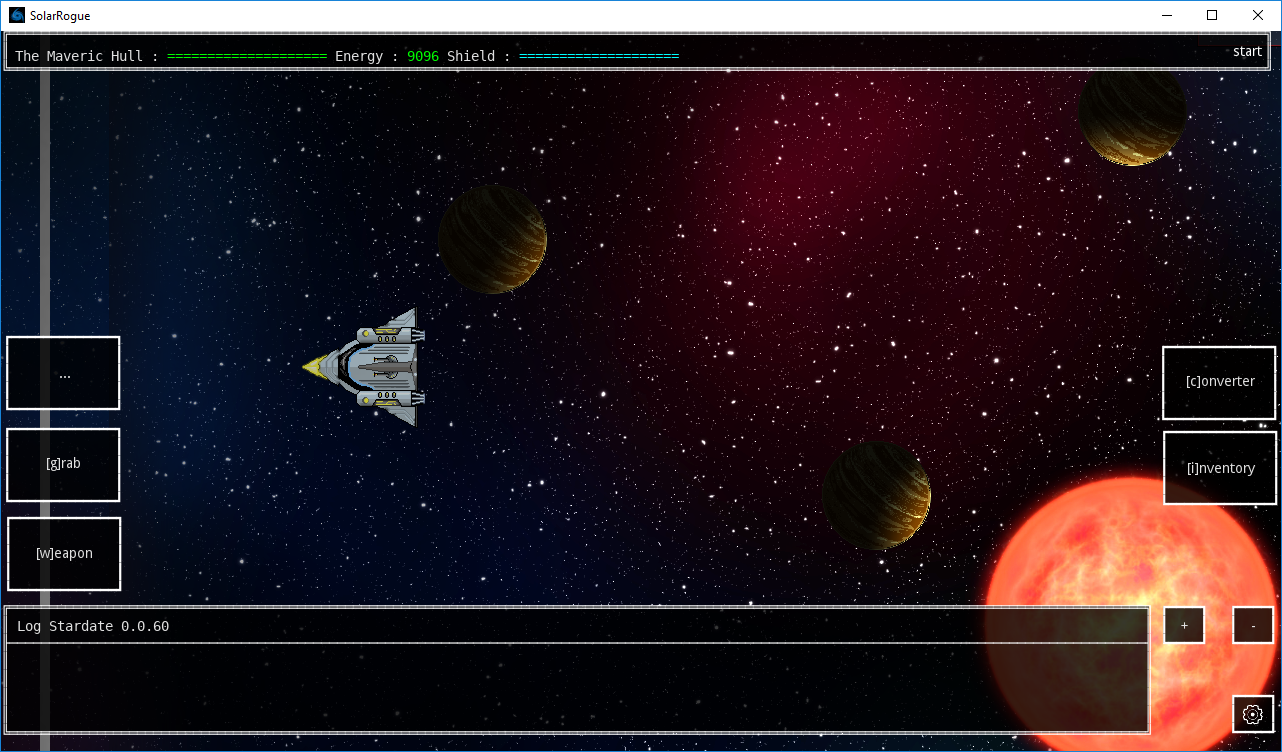 SolarRogue
The Maveric Hull : ==================== Energy : 9096 Shield : ====================
start
...
[c]onverter
[g]rab
[i]nventory
[w]eapon
Log Stardate 0.0.60
+
-